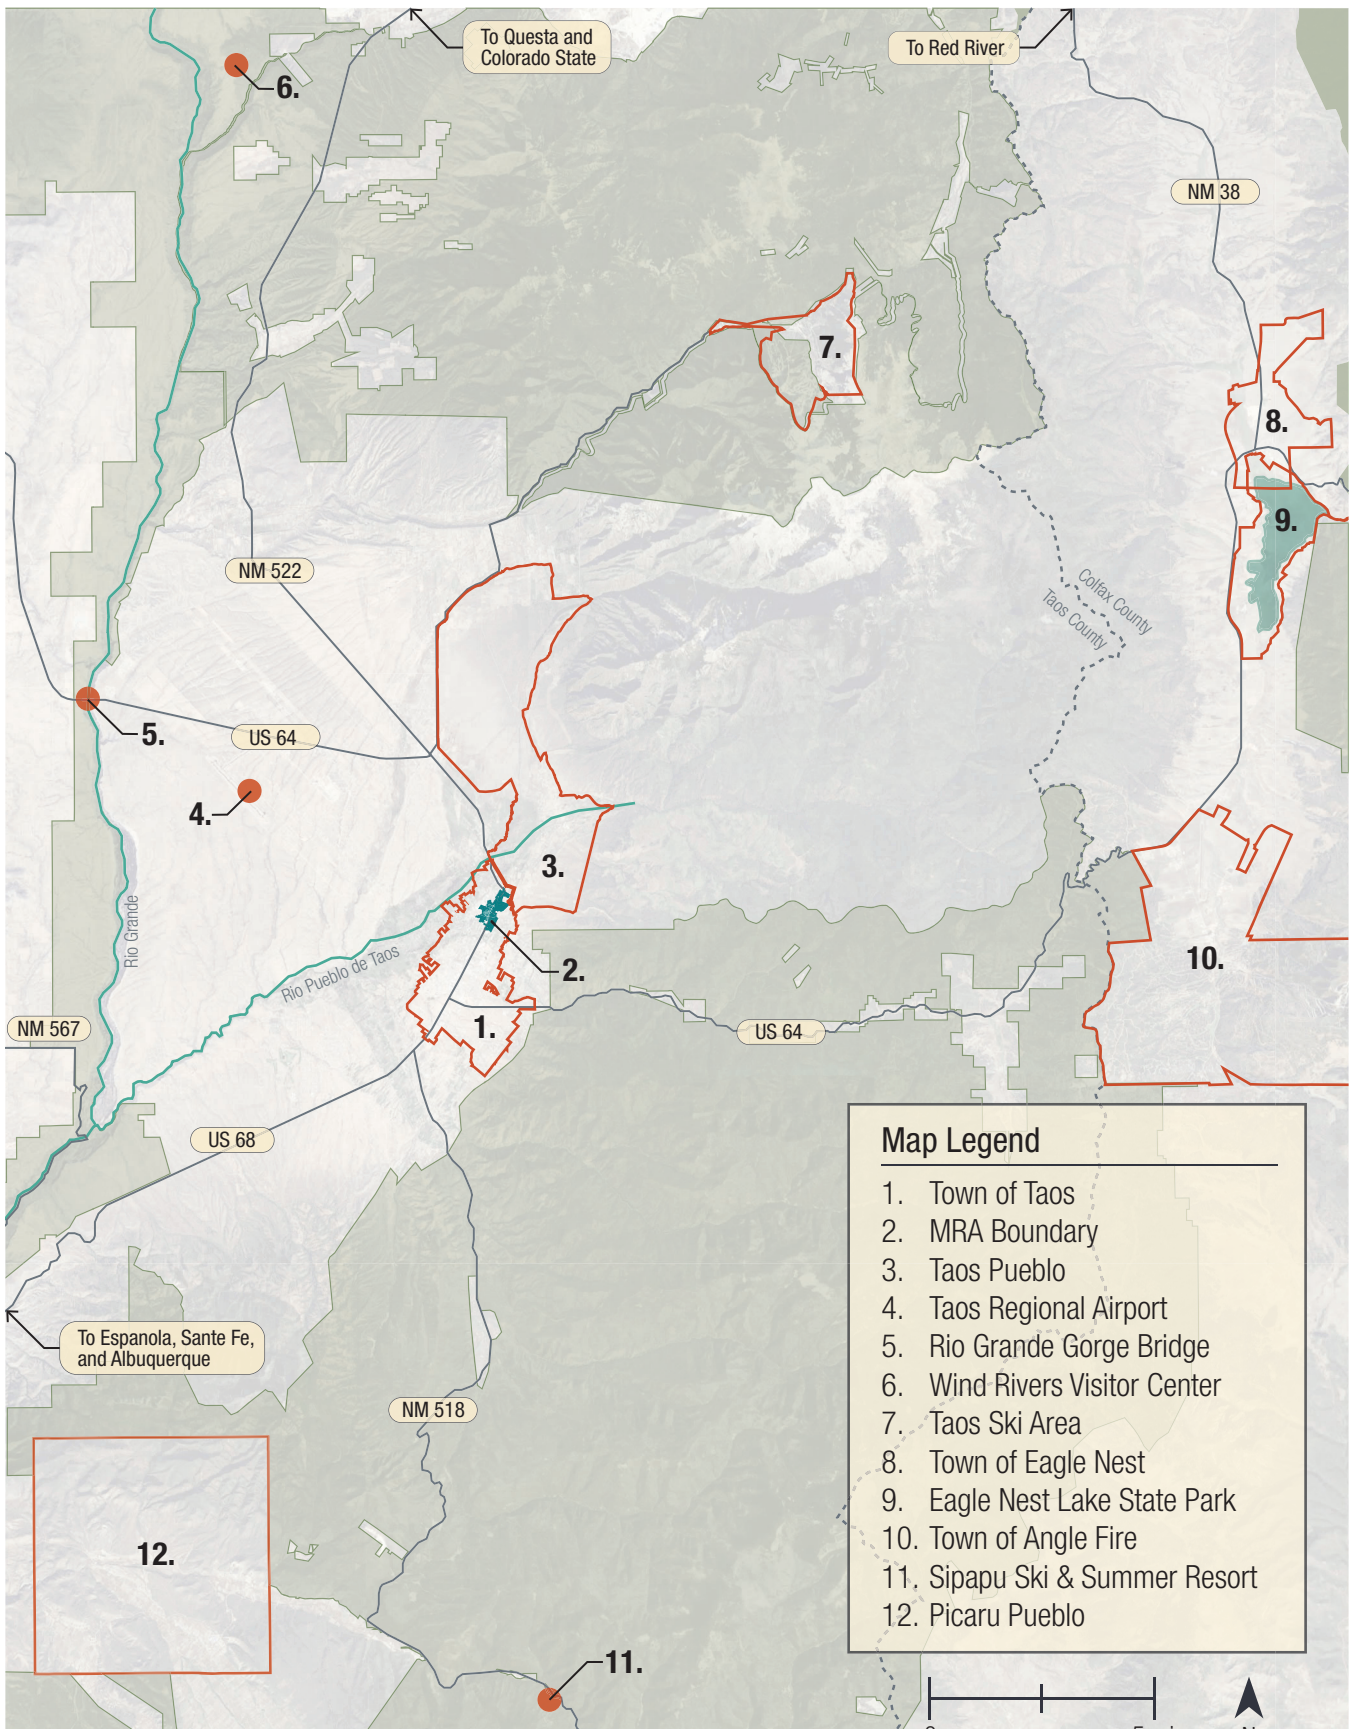 To Questa and
Colorado State
To Red River
6.
NM 38
7.
8.
9.
NM 522
Colfax County
Taos County
5.
US 64
4.
3.
Rio Grande
Rio Pueblo de Taos
2.
10.
NM 567
1.
US 64
US 68
To Espanola, Sante Fe,
and Albuquerque
NM 518
12.
11.
Map Legend
1. Town of Taos
2. MRA Boundary
3. Taos Pueblo
4. Taos Regional Airport
5. Rio Grande Gorge Bridge
6. Wind Rivers Visitor Center
7. Taos Ski Area
8. Town of Eagle Nest
9. Eagle Nest Lake State Park
10. Town of Angle Fire
11. Sipapu Ski & Summer Resort
12. Picaru Pueblo